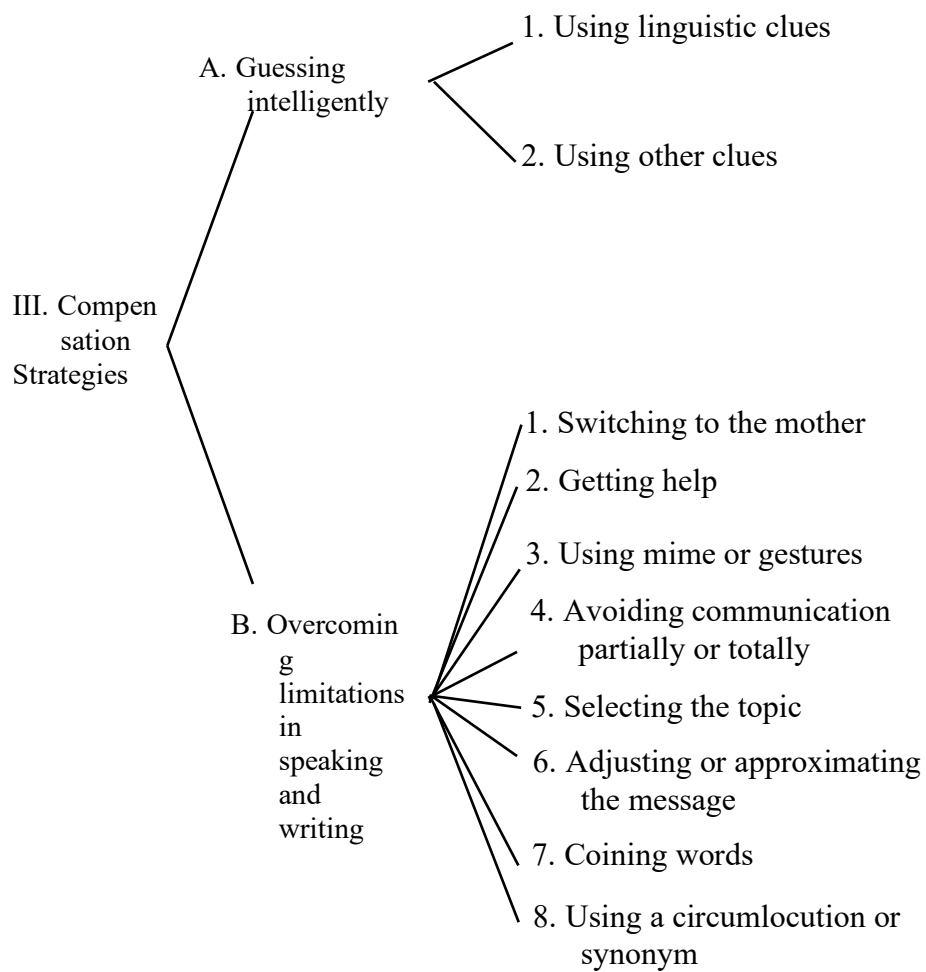 III. Compen
sation
Strategies
A. Guessing
intelligently
1. Using linguistic clues
2. Using other clues
B. Overcomin
g
limitations
in
speaking
and
writing
1. Switching to the mother
2. Getting help
3. Using mime or gestures
4. Avoiding communication
partially or totally
5. Selecting the topic
6. Adjusting or approximating
the message
7. Coining words
8. Using a circumlocution or
synonym